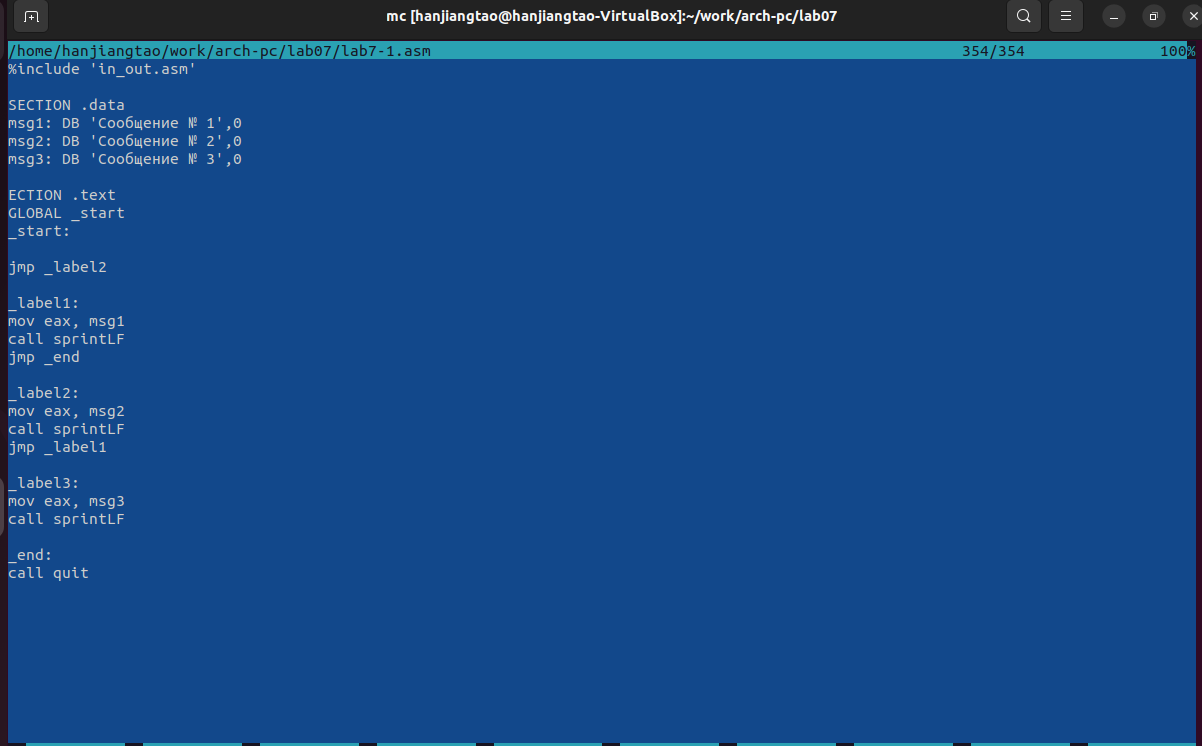 mc [hanjiangtao@hanjiangtao-VirtualBox]:~/work/arch-pc/lab07
/home/hanjiangtao/work/arch-pc/lab07/lab7-1.asm 354/354 100%
%include 'in_out.asm'
SECTION .data
msg1: DB 'Сообщение № 1',0
msg2: DB 'Сообщение № 2',0
msg3: DB 'Сообщение № 3',0
ECTION .text
GLOBAL _start
_start:
jmp _label2
_label1:
mov eax, msg1
call sprintLF
jmp _end
_label2:
mov eax, msg2
call sprintLF
jmp _label1
_label3:
mov eax, msg3
call sprintLF
_end:
call quit